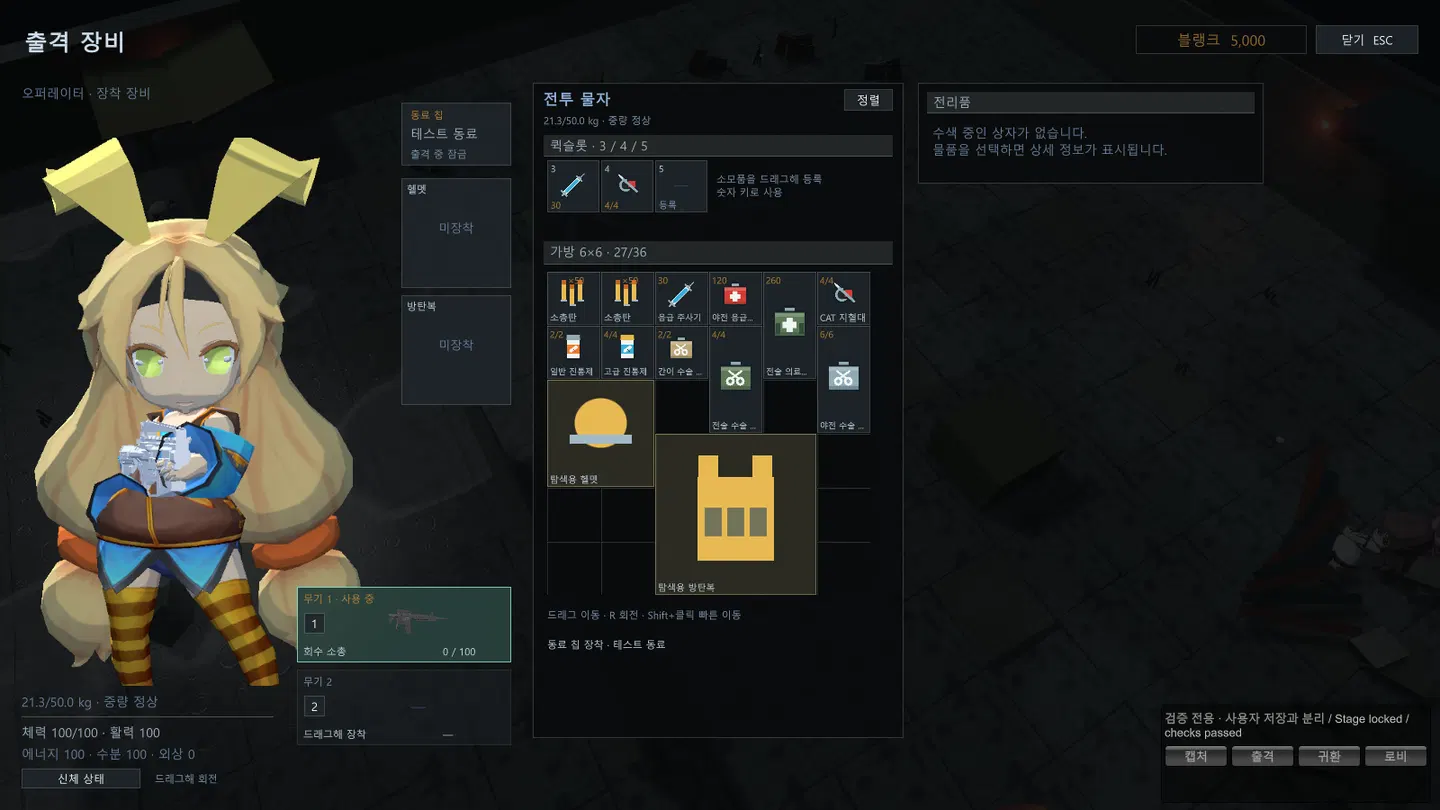 출격 장비
블랭크 5,000
닫기 ESC
오퍼레이터 · 장착 장비
동료 칩
테스트 동료
출격 중 잠금
헬멧
미장착
방탄복
미장착
무기 1 · 사용 중
1
회수 소총
0 / 100
무기 2
2
—
드래그해 장착
—
21.3/50.0 kg · 중량 정상
체력 100/100 · 활력 100
에너지 100 · 수분 100 · 외상 0
신체 상태
드래그해 회전
전투 물자
정렬
21.3/50.0 kg · 중량 정상
퀵슬롯 · 3 / 4 / 5
3
30
4
4/4
5
—
등록
소모품을 드래그해 등록
숫자 키로 사용
가방 6×6 · 27/36
×50
소총탄
×50
소총탄
30
응급 주사기
120
야전 응급...
260
전술 의료...
4/4
CAT 지혈대
2/2
일반 진통제
4/4
고급 진통제
2/2
간이 수술 ...
4/4
전술 수술 ...
6/6
야전 수술 ...
탐색용 헬멧
탐색용 방탄복
드래그 이동 · R 회전 · Shift+클릭 빠른 이동
동료 칩 장착 · 테스트 동료
전리품
수색 중인 상자가 없습니다.
물품을 선택하면 상세 정보가 표시됩니다.
검증 전용 · 사용자 저장과 분리 / Stage locked /
checks passed
캡처
출격
귀환
로비